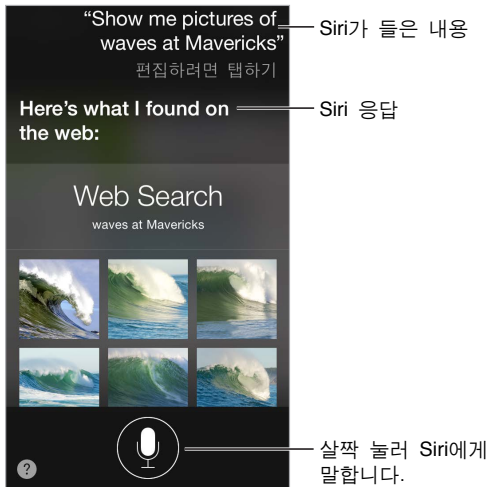 “Show me pictures of
waves at Mavericks”
Siri가 들은 내용
편집하려면 탭하기
Here’s what I found on
the web:
Siri 응답
Web Search
waves at Mavericks
살짝 눌러 Siri에게
말합니다.
?